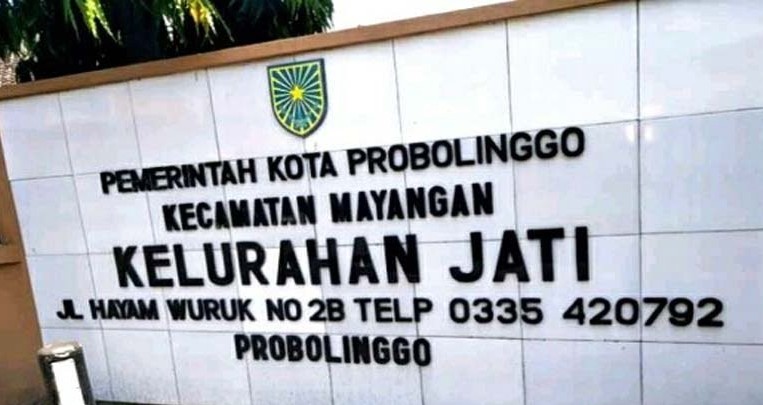 PEMERINTAH KOTA PROBOLINGGO
KECAMATAN MAYANGAN
KELURAHAN JATI
JL HAYAM WURUK NO 2B TELP 0335 420792
PROBOLINGGO